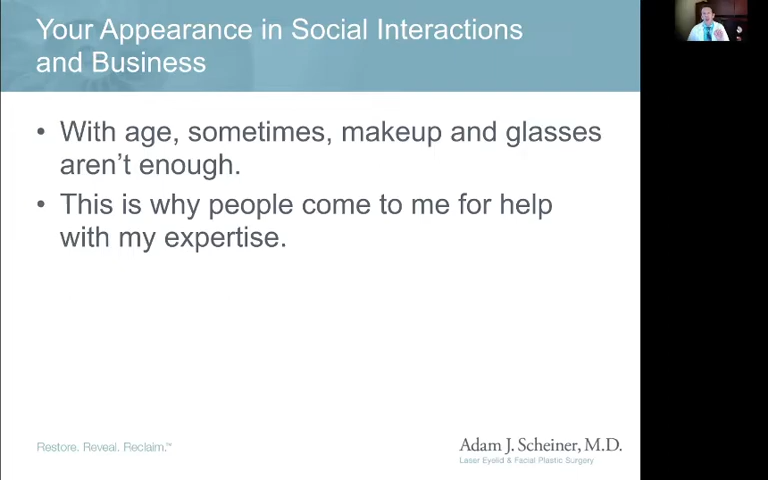 Your Appearance in Social Interactions
and Business
• With age, sometimes, makeup and glasses
aren’t enough.
• This is why people come to me for help
with my expertise.
Restore. Reveal. Reclaim.™
Adam J. Scheiner, M.D.
Laser Eyelid & Facial Plastic Surgery